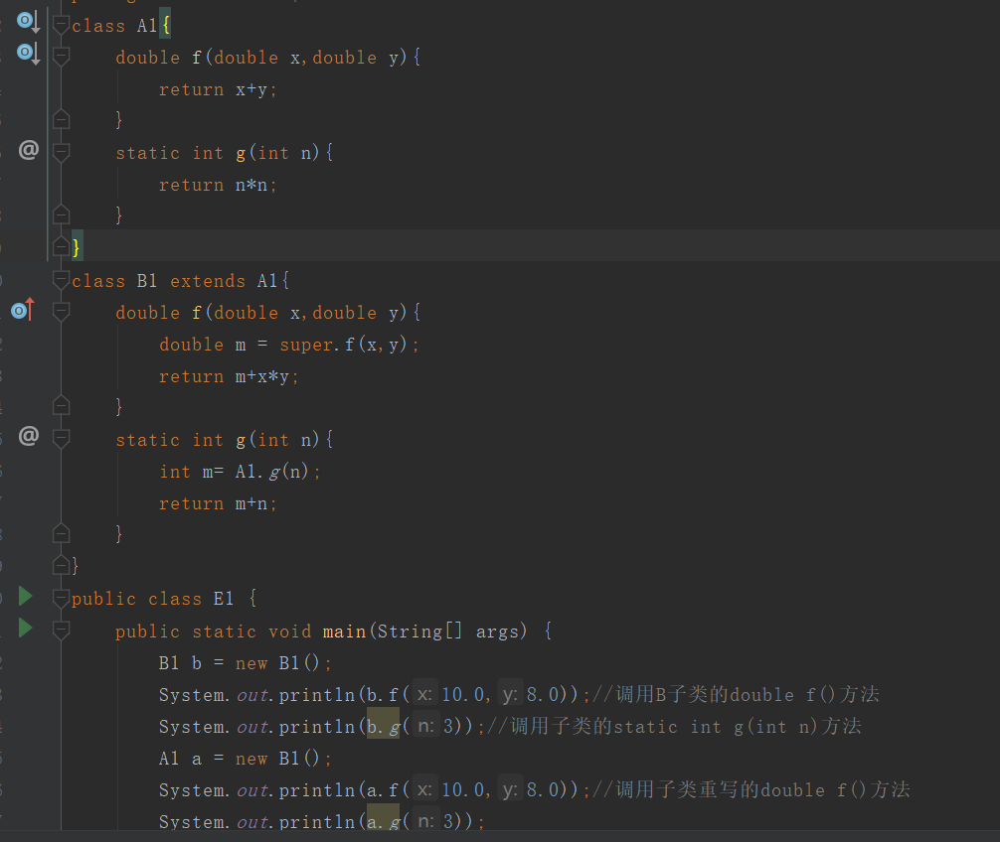 class A1{
double f(double x,double y){
return x+y;
}
static int g(int n){
return n*n;
}
}
class B1 extends A1{
double f(double x,double y){
double m = super.f(x,y);
return m+x*y;
}
static int g(int n){
int m= A1.g(n);
return m+n;
}
}
public class E1 {
public static void main(String[] args) {
B1 b = new B1();
System.out.println(b.f( x: 10.0, y: 8.0));//调用B子类的double f()方法
System.out.println(b.g( n: 3));//调用子类的static int g(int n)方法
A1 a = new B1();
System.out.println(a.f( x: 10.0, y: 8.0));//调用子类重写的double f()方法
System.out.println(a.g( n: 3));